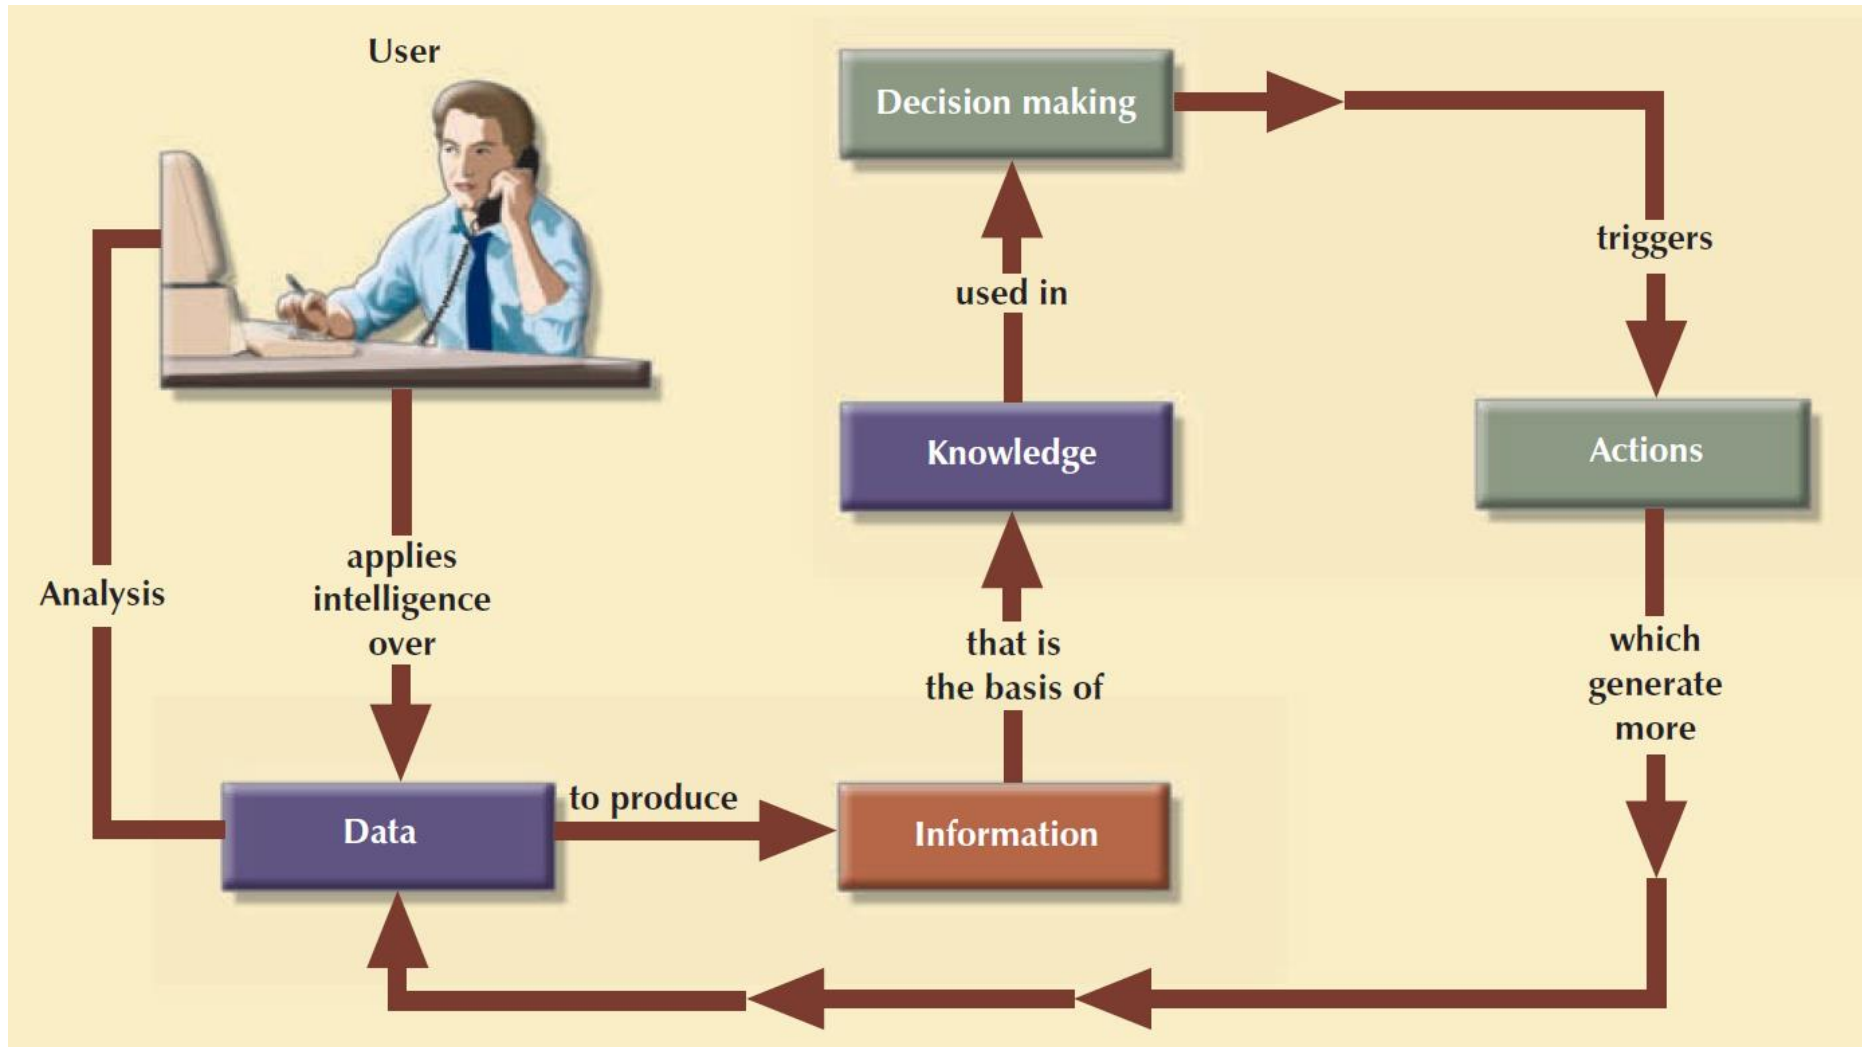 User
Analysis
applies
intelligence
over
Data
to produce
Information
that is
the basis of
Knowledge
used in
Decision making
triggers
Actions
which
generate
more